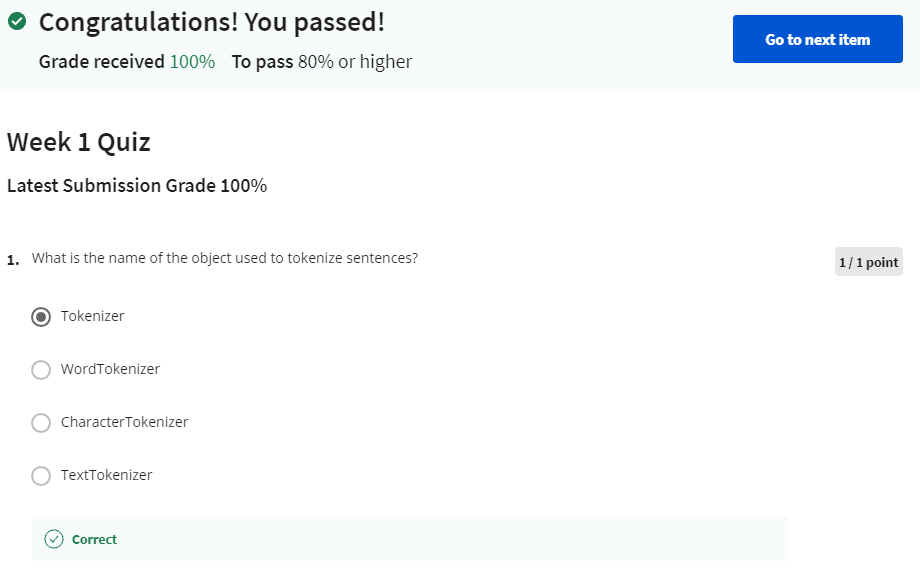 Congratulations! You passed!
Go to next item
Grade received 100% To pass 80% or higher
Week 1 Quiz
Latest Submission Grade 100%
1. What is the name of the object used to tokenize sentences?
1 / 1 point
Tokenizer
WordTokenizer
CharacterTokenizer
TextTokenizer
Correct